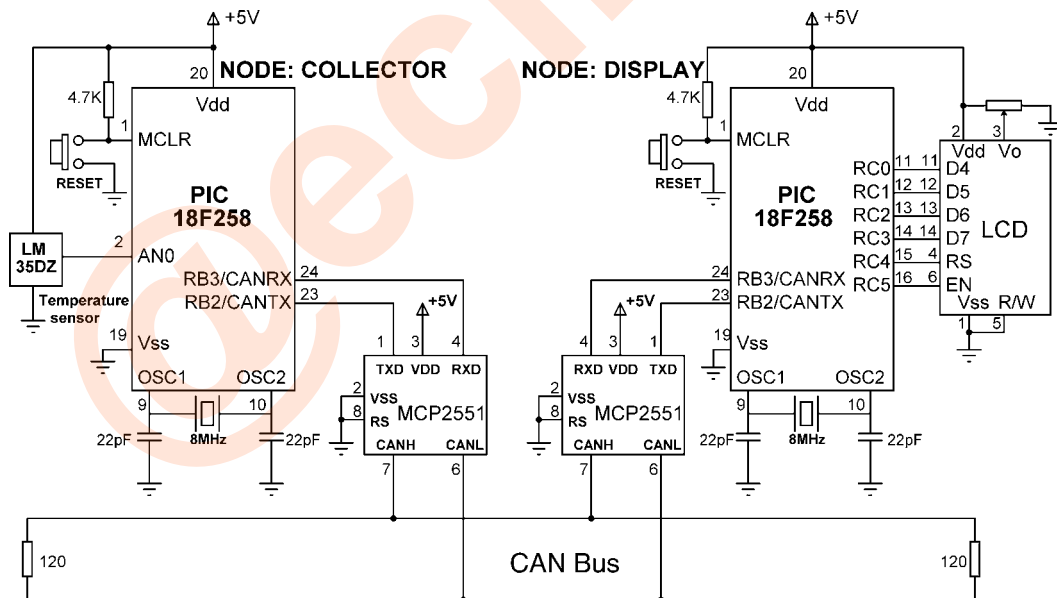 +5V
+5V
NODE: COLLECTOR
NODE: DISPLAY
20
Vdd
4.7K
1
MCLR
RESET
PIC
18F258
LM
35DZ
2
AN0
Temperature
sensor
RB3/CANRX
24
RB2/CANTX
23
19
Vss
OSC1
OSC2
9
10
22pF
8MHz
22pF
+5V
1
3
4
TXD
VDD
RXD
2
VSS
8
RS
MCP2551
CANH
CANL
7
6
20
Vdd
4.7K
1
MCLR
RESET
PIC
18F258
RC0 11 11 D4
RC1 12 12 D5
RC2 13 13 D6
RC3 14 14 D7
RC4 15 4 RS
RC5 16 6 EN
2
3
Vdd
Vo
LCD
Vss
R/W
1
5
24
RB3/CANRX
23
RB2/CANTX
19
Vss
OSC1
OSC2
9
10
22pF
8MHz
22pF
+5V
4
3
1
RXD
VDD
TXD
2
VSS
8
RS
MCP2551
CANH
CANL
7
6
120
CAN Bus
120